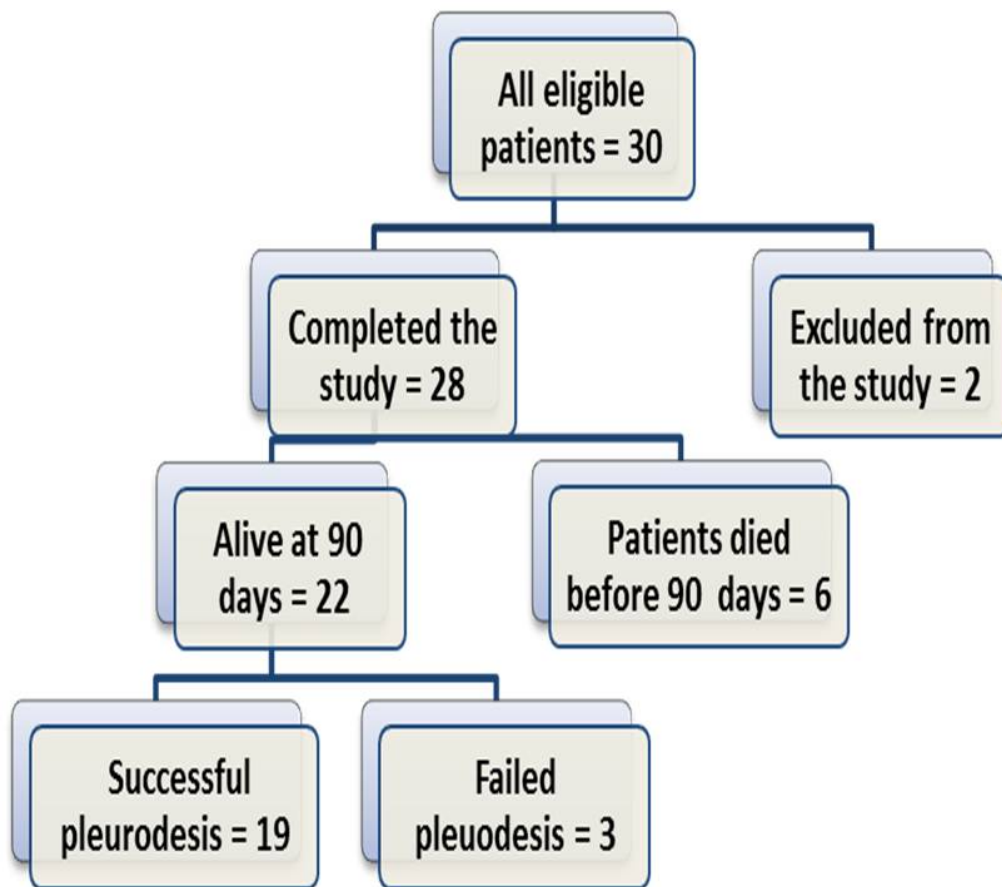 All eligible
patients = 30
Completed the
study = 28
Excluded from
the study = 2
Alive at 90
days = 22
Patients died
before 90 days = 6
Successful
pleurodesis = 19
Failed
pleuodesis = 3